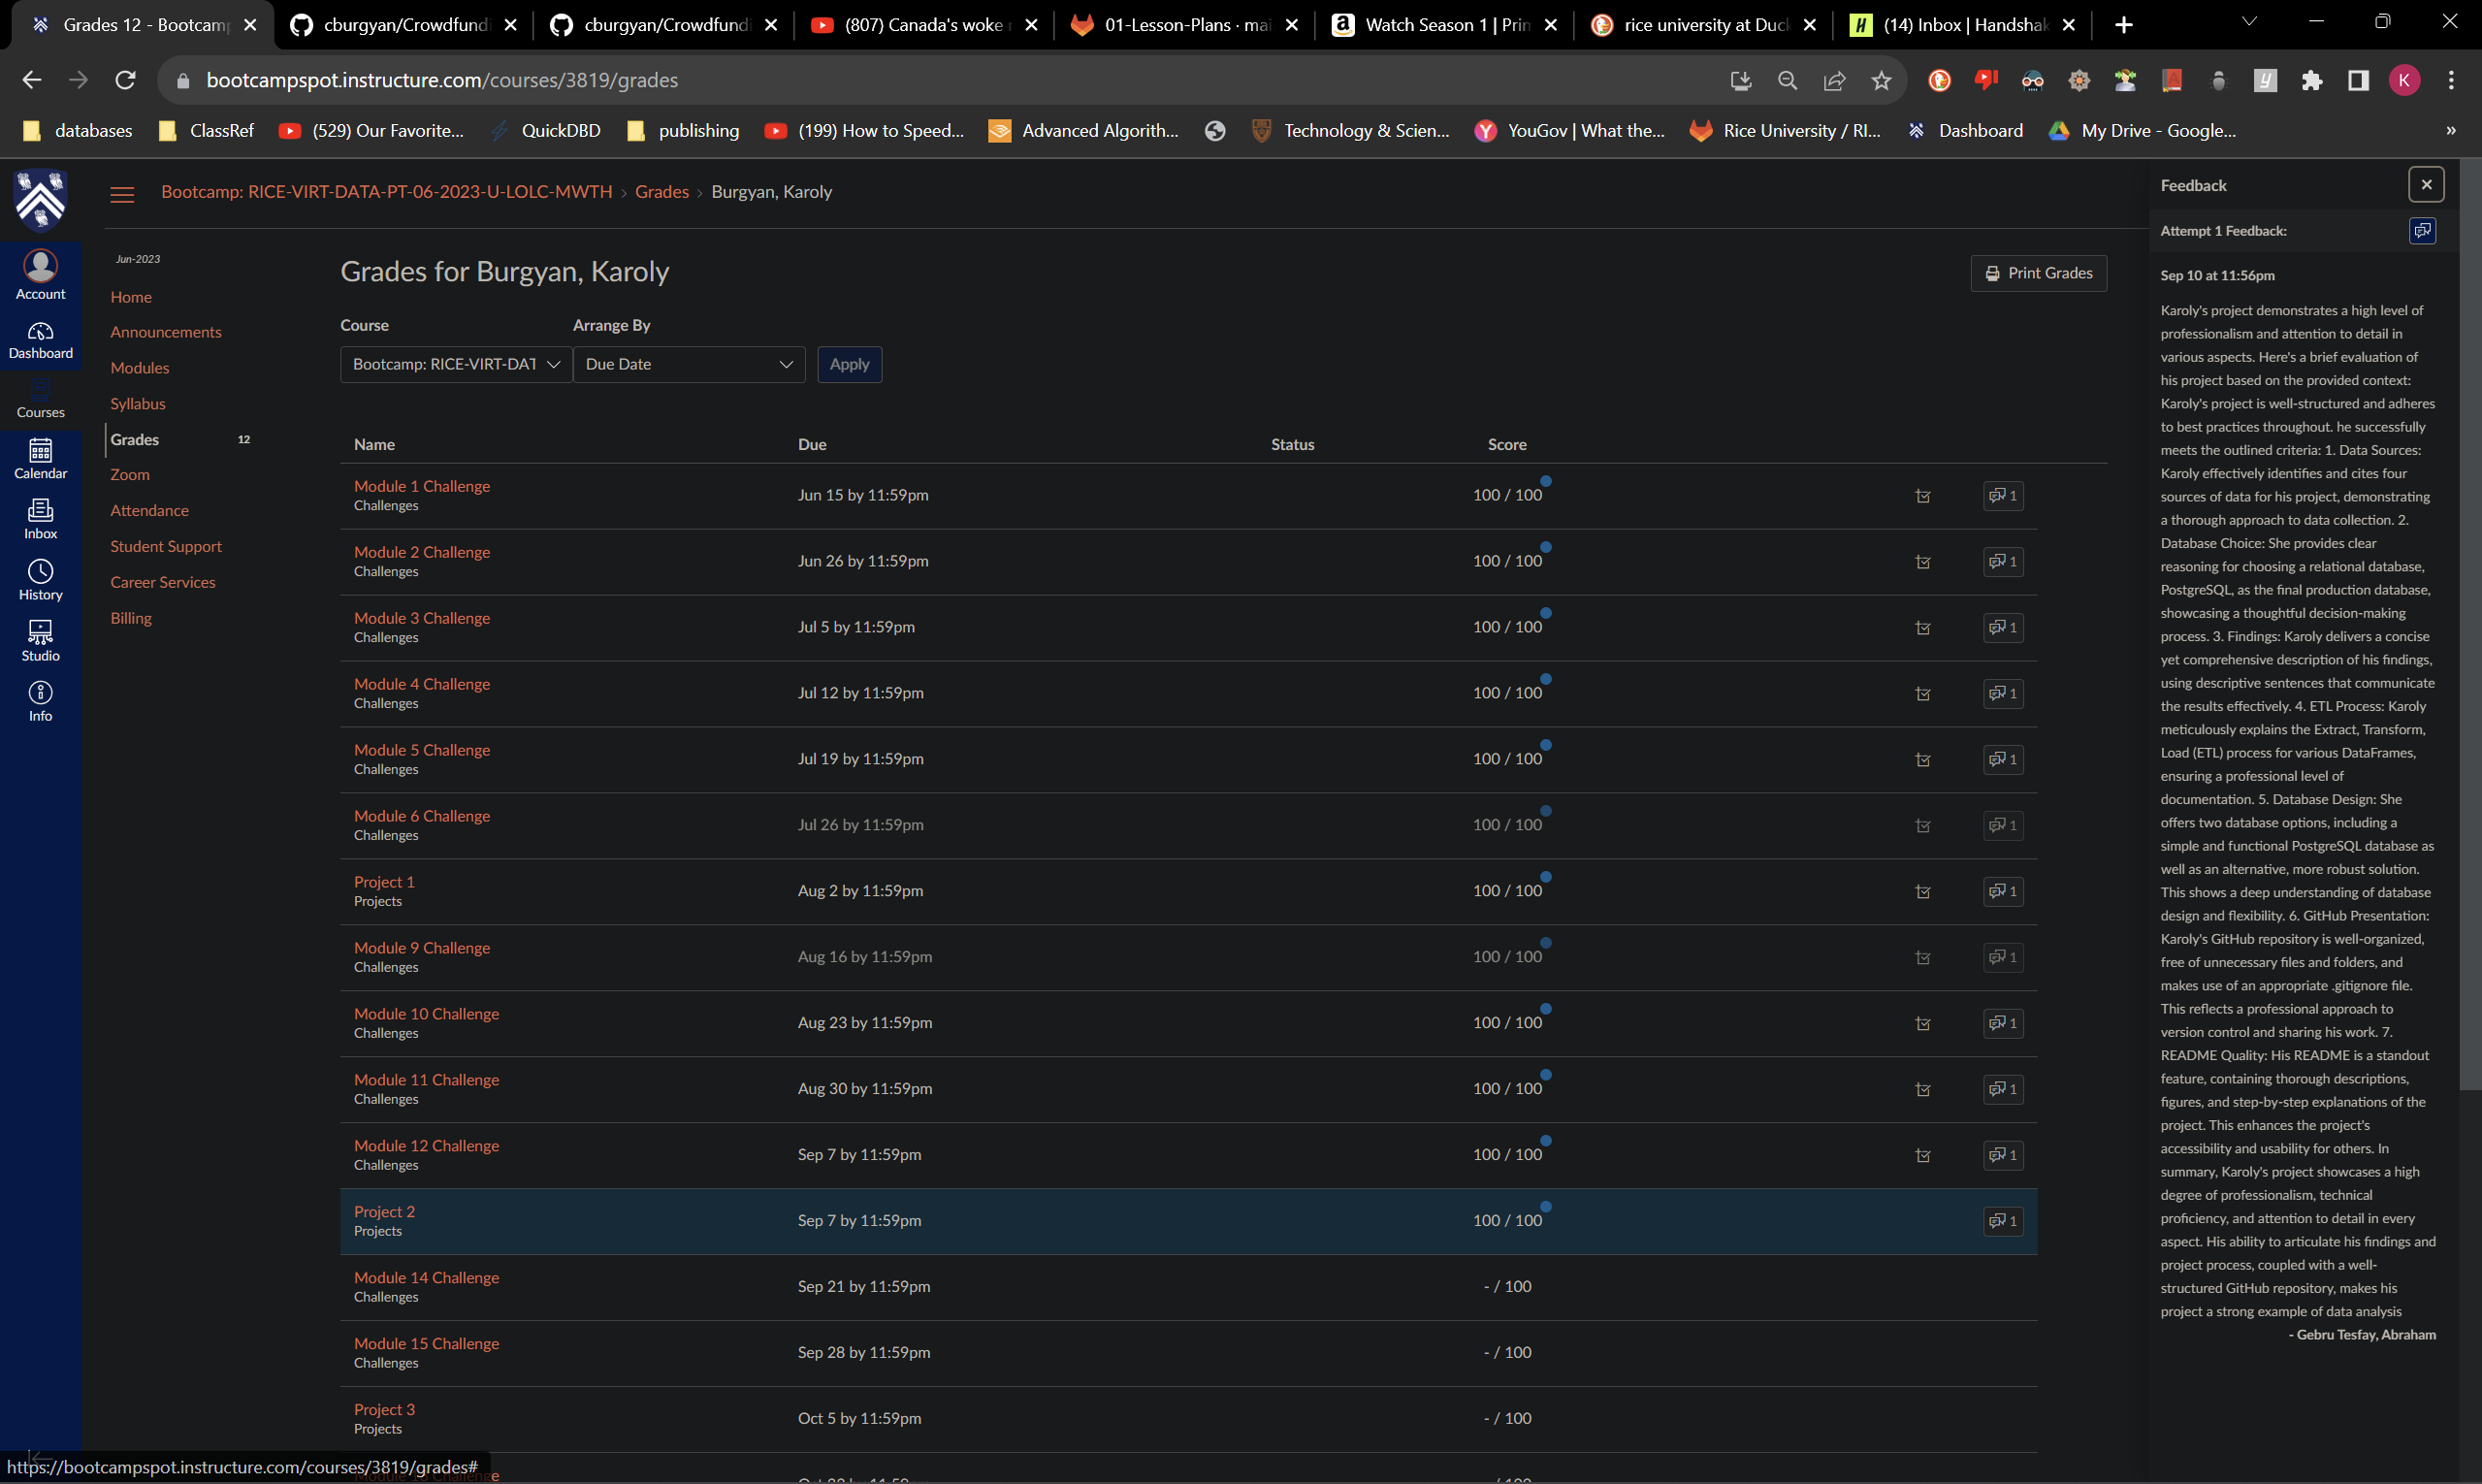 Grades 12 - Bootcamp
cburgyan/Crowdfundi
cburgyan/Crowdfundi
(807) Canada's woke
01-Lesson-Plans · mai
Watch Season 1 | Prim
rice university at Duck
(14) Inbox | Handshak
bootcampspot.instructure.com/courses/3819/grades
K
databases
ClassRef
(529) Our Favorite...
QuickDBD
publishing
(199) How to Speed...
Advanced Algorith...
Technology & Scien...
YouGov | What the...
Rice University / RI...
Dashboard
My Drive - Google...
»
Bootcamp: RICE-VIRT-DATA-PT-06-2023-U-LOLC-MWTH › Grades › Burgyan, Karoly
Account
Dashboard
Courses
Calendar
Inbox
History
Studio
Info
Jun-2023
Home
Announcements
Modules
Syllabus
Grades 12
Zoom
Attendance
Student Support
Career Services
Billing
Grades for Burgyan, Karoly
Print Grades
Course Arrange By
Bootcamp: RICE-VIRT-DAT Due Date Apply
Name Due Status Score
Module 1 Challenge
Challenges
Jun 15 by 11:59pm 100 / 100 1
Module 2 Challenge
Challenges
Jun 26 by 11:59pm 100 / 100 1
Module 3 Challenge
Challenges
Jul 5 by 11:59pm 100 / 100 1
Module 4 Challenge
Challenges
Jul 12 by 11:59pm 100 / 100 1
Module 5 Challenge
Challenges
Jul 19 by 11:59pm 100 / 100 1
Module 6 Challenge
Challenges
Jul 26 by 11:59pm 100 / 100 1
Project 1
Projects
Aug 2 by 11:59pm 100 / 100 1
Module 9 Challenge
Challenges
Aug 16 by 11:59pm 100 / 100 1
Module 10 Challenge
Challenges
Aug 23 by 11:59pm 100 / 100 1
Module 11 Challenge
Challenges
Aug 30 by 11:59pm 100 / 100 1
Module 12 Challenge
Challenges
Sep 7 by 11:59pm 100 / 100 1
Project 2
Projects
Sep 7 by 11:59pm 100 / 100 1
Module 14 Challenge
Challenges
Sep 21 by 11:59pm - / 100
Module 15 Challenge
Challenges
Sep 28 by 11:59pm - / 100
Project 3
Projects
Oct 5 by 11:59pm - / 100
https://bootcampspot.instructure.com/courses/3819/grades#
Feedback
Attempt 1 Feedback:
Sep 10 at 11:56pm
Karoly's project demonstrates a high level of
professionalism and attention to detail in
various aspects. Here's a brief evaluation of
his project based on the provided context:
Karoly's project is well-structured and adheres
to best practices throughout. he successfully
meets the outlined criteria: 1. Data Sources:
Karoly effectively identifies and cites four
sources of data for his project, demonstrating
a thorough approach to data collection. 2.
Database Choice: She provides clear
reasoning for choosing a relational database,
PostgreSQL, as the final production database,
showcasing a thoughtful decision-making
process. 3. Findings: Karoly delivers a concise
yet comprehensive description of his findings,
using descriptive sentences that communicate
the results effectively. 4. ETL Process: Karoly
meticulously explains the Extract, Transform,
Load (ETL) process for various DataFrames,
ensuring a professional level of
documentation. 5. Database Design: She
offers two database options, including a
simple and functional PostgreSQL database as
well as an alternative, more robust solution.
This shows a deep understanding of database
design and flexibility. 6. GitHub Presentation:
Karoly's GitHub repository is well-organized,
free of unnecessary files and folders, and
makes use of an appropriate .gitignore file.
This reflects a professional approach to
version control and sharing his work. 7.
README Quality: His README is a standout
feature, containing thorough descriptions,
figures, and step-by-step explanations of the
project. This enhances the project's
accessibility and usability for others. In
summary, Karoly's project showcases a high
degree of professionalism, technical
proficiency, and attention to detail in every
aspect. His ability to articulate his findings and
project process, coupled with a well-
structured GitHub repository, makes his
project a strong example of data analysis
- Gebru Tesfay, Abraham